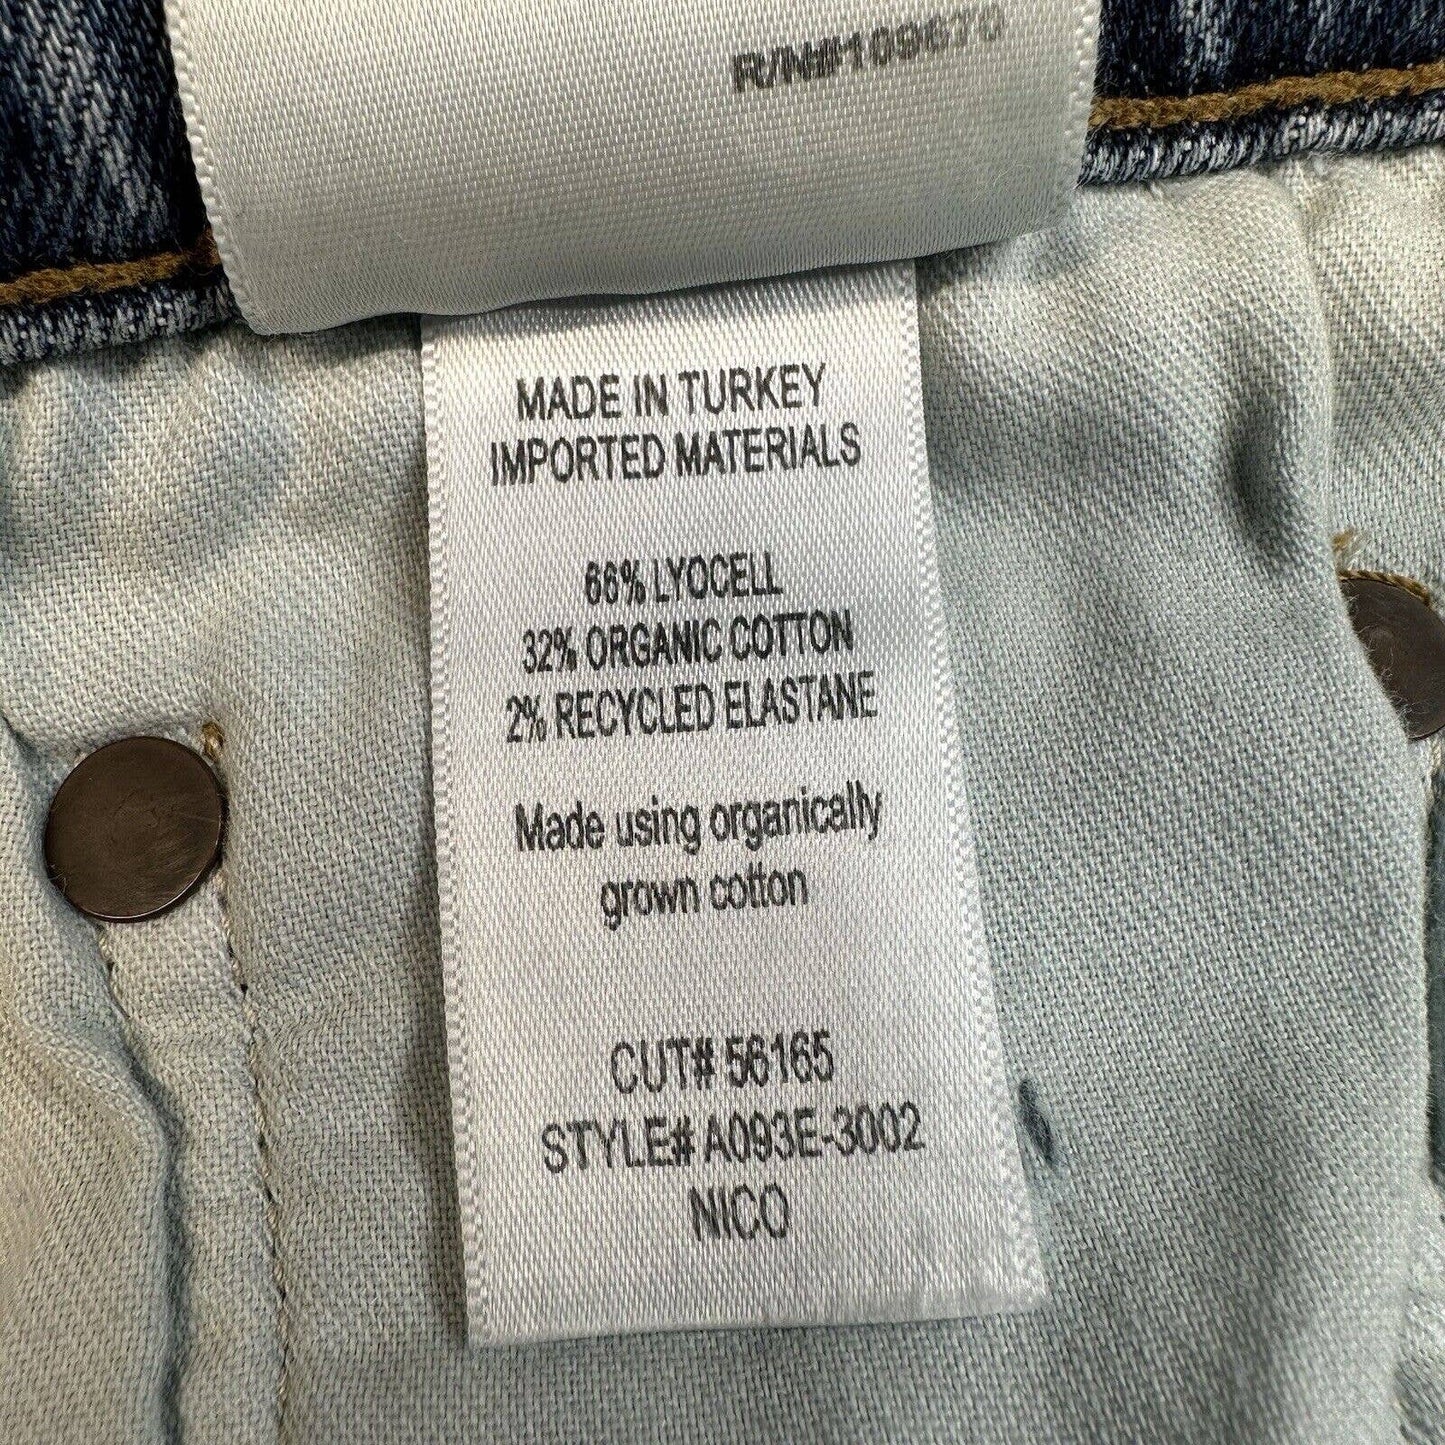 R/N#109670
MADE IN TURKEY
IMPORTED MATERIALS
66% LYOCELL
32% ORGANIC COTTON
2% RECYCLED ELASTANE
Made using organically
grown cotton
CUT# 56165
STYLE# A093E-3002
NICO